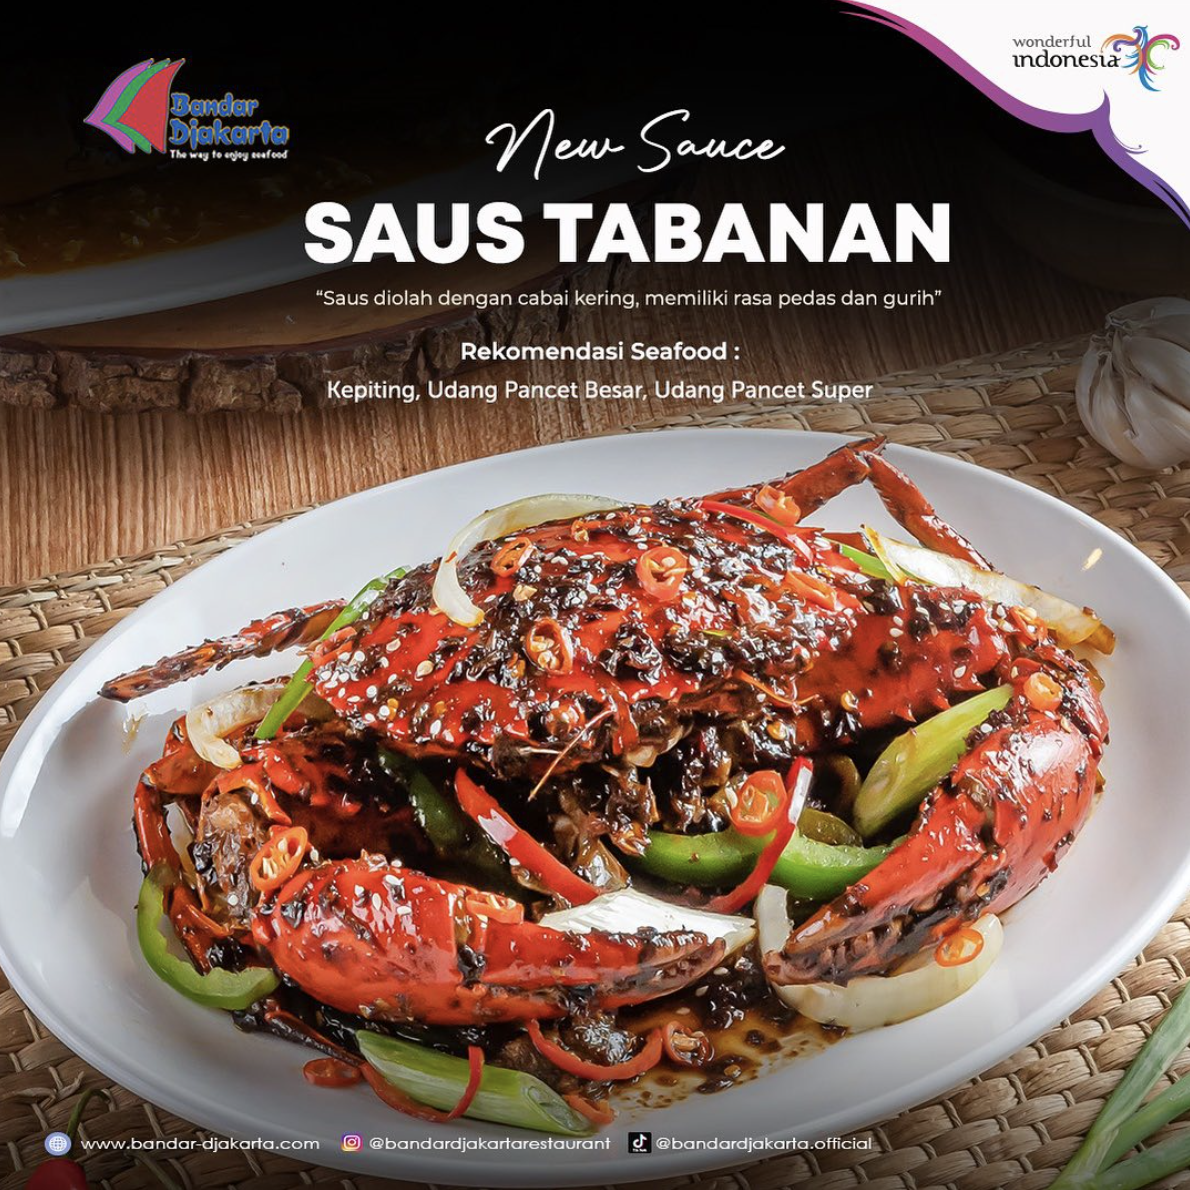 wonderful
indonesia
Bandar
Djakarta
The way to enjoy seafood
New Sauce
SAUS TABANAN
“Saus diolah dengan cabai kering, memiliki rasa pedas dan gurih”
Rekomendasi Seafood :
Kepiting, Udang Pancet Besar, Udang Pancet Super
www.bandar-djakarta.com @bandardjakartarestaurant @bandardjakarta.official